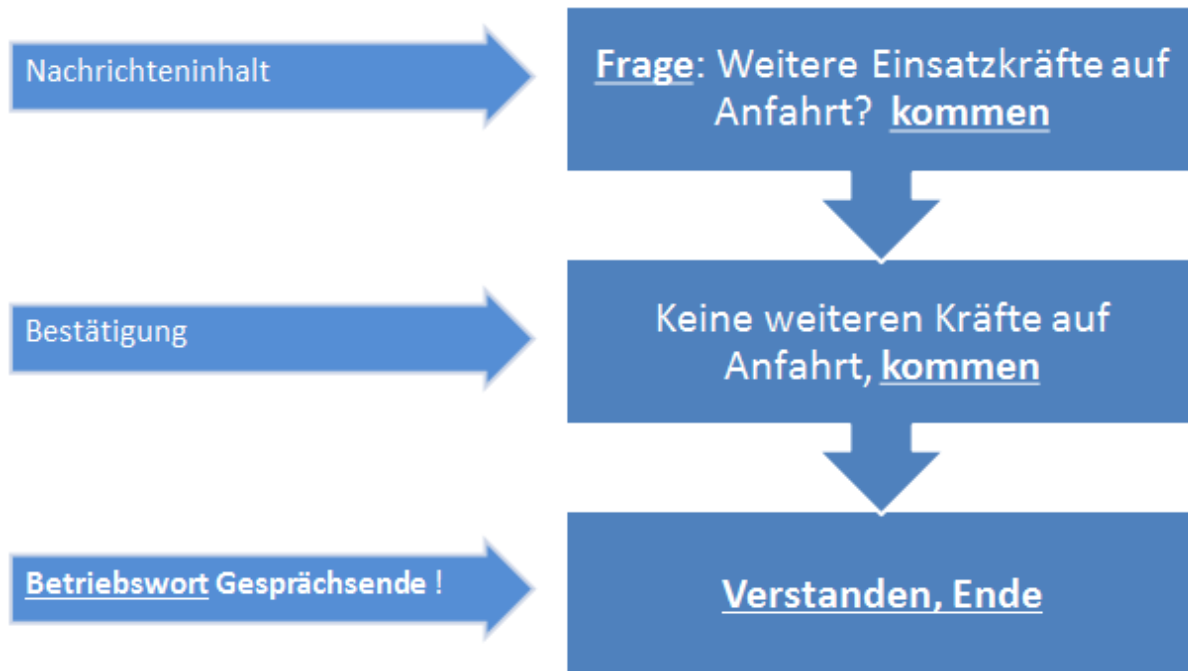 Nachrichteninhalt
Frage: Weitere Einsatzkräfte auf
Anfahrt? kommen
Bestätigung
Keine weiteren Kräfte auf
Anfahrt, kommen
Betriebswort Gesprächsende !
Verstanden, Ende